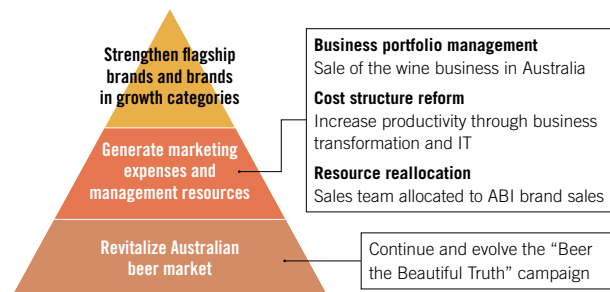 Strengthen flagship
brands and brands
in growth categories
Generate marketing
expenses and
management resources
Revitalize Australian
beer market
Business portfolio management
Sale of the wine business in Australia
Cost structure reform
Increase productivity through business
transformation and IT
Resource reallocation
Sales team allocated to ABI brand sales
Continue and evolve the “Beer
the Beautiful Truth” campaign